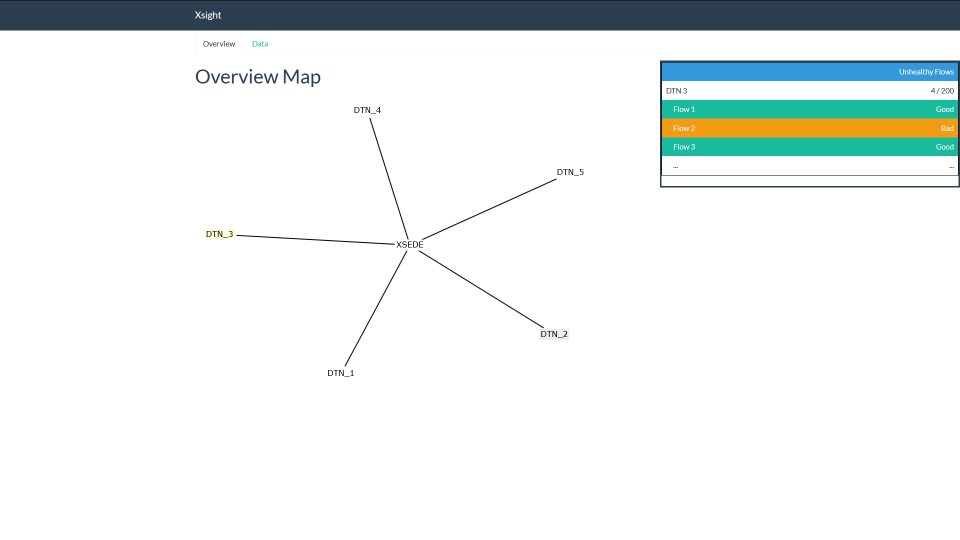 Xsight
Overview Data
Overview Map
Unhealthy Flows
DTN 3 4 / 200
Flow 1 Good
Flow 2 Bad
Flow 3 Good
... ...
DTN_4
DTN_5
DTN_3
XSEDE
DTN_2
DTN_1